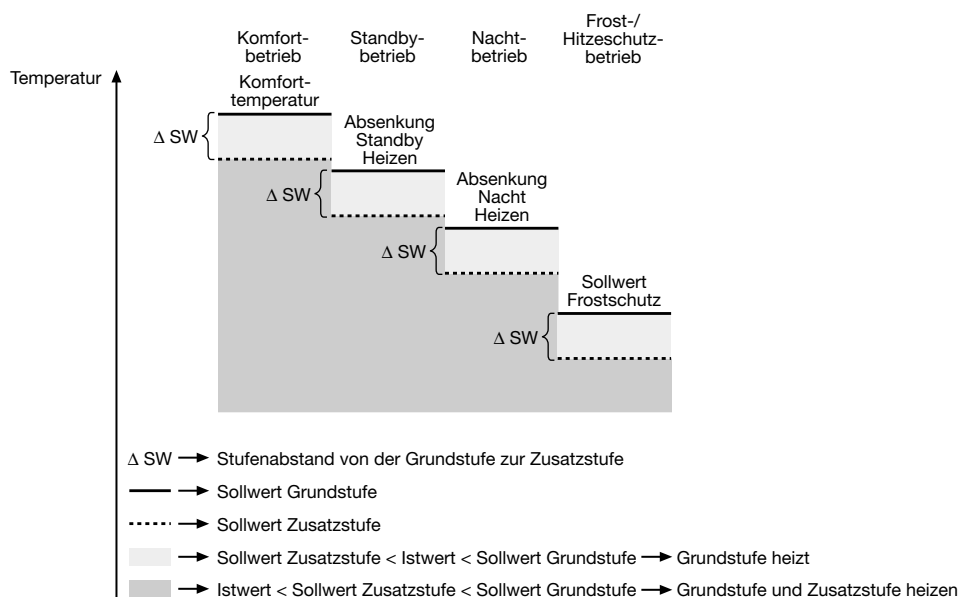 Komfort-
betrieb
Standby-
betrieb
Nacht-
betrieb
Frost-/
Hitzeschutz-
betrieb
Temperatur
Komfort-
temperatur
Δ SW
Absenkung
Standby
Heizen
Δ SW
Absenkung
Nacht
Heizen
Δ SW
Sollwert
Frostschutz
Δ SW
Δ SW → Stufenabstand von der Grundstufe zur Zusatzstufe
→ Sollwert Grundstufe
→ Sollwert Zusatzstufe
→ Sollwert Zusatzstufe < Istwert < Sollwert Grundstufe → Grundstufe heizt
→ Istwert < Sollwert Zusatzstufe < Sollwert Grundstufe → Grundstufe und Zusatzstufe heizen